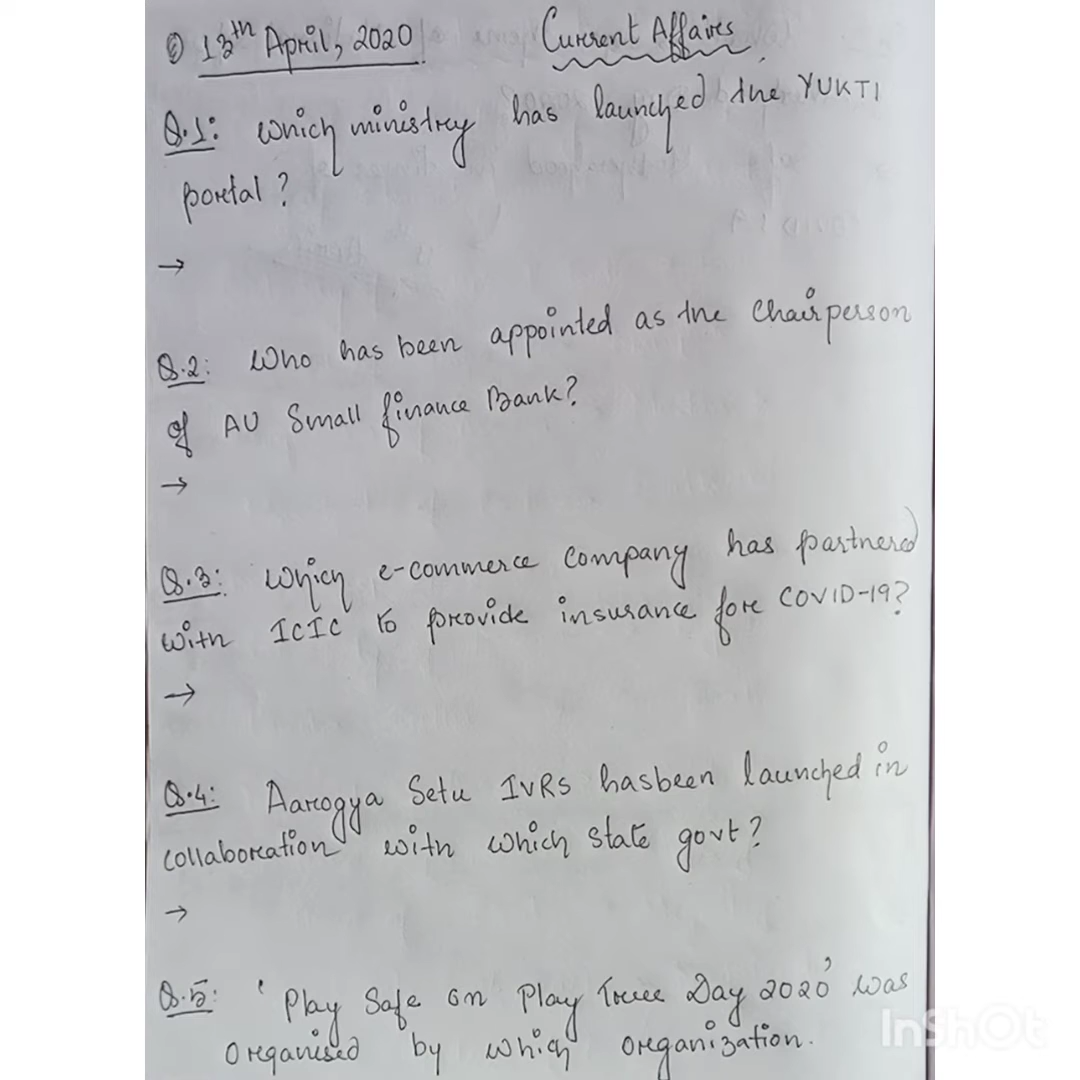 13th April, 2020 Current Affairs
Q.1: Which ministry has launched the YUKTI
portal?
→
Q.2: Who has been appointed as the Chairperson
of AU Small finance Bank?
→
Q.3: Which e-commerce company has partnered
with ICIC to provide insurance for COVID-19?
→
Q.4: Aarogya Setu IVRs hasbeen launched in
collaboration with which state govt?
→
Q.5: 'Play Safe on Play True Day 2020' was
Organised by which organization.
InShOt